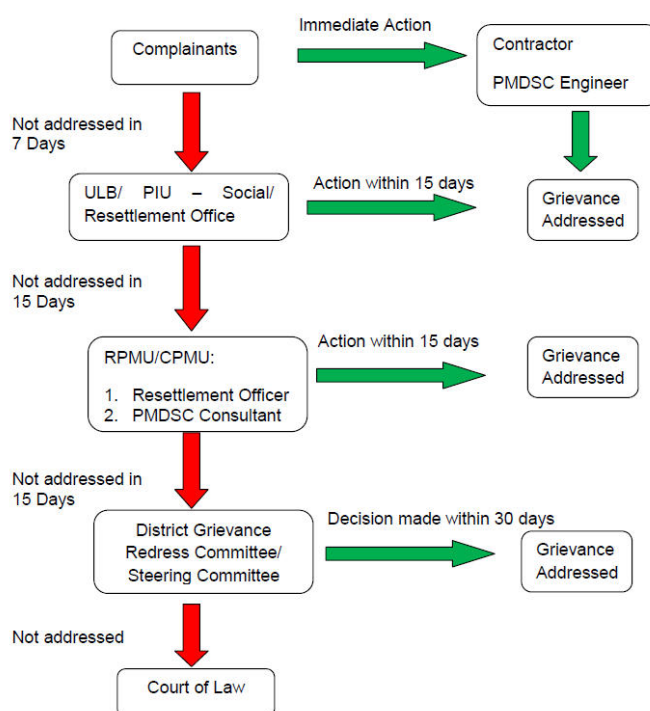 Immediate Action
Complainants
Contractor
PMDSC Engineer
Not addressed in
7 Days
ULB/ PIU – Social/
Resettlement Office
Action within 15 days
Grievance
Addressed
Not addressed in
15 Days
RPMU/CPMU:
1. Resettlement Officer
2. PMDSC Consultant
Action within 15 days
Grievance
Addressed
Not addressed in
15 Days
District Grievance
Redress Committee/
Steering Committee
Decision made within 30 days
Grievance
Addressed
Not addressed
Court of Law